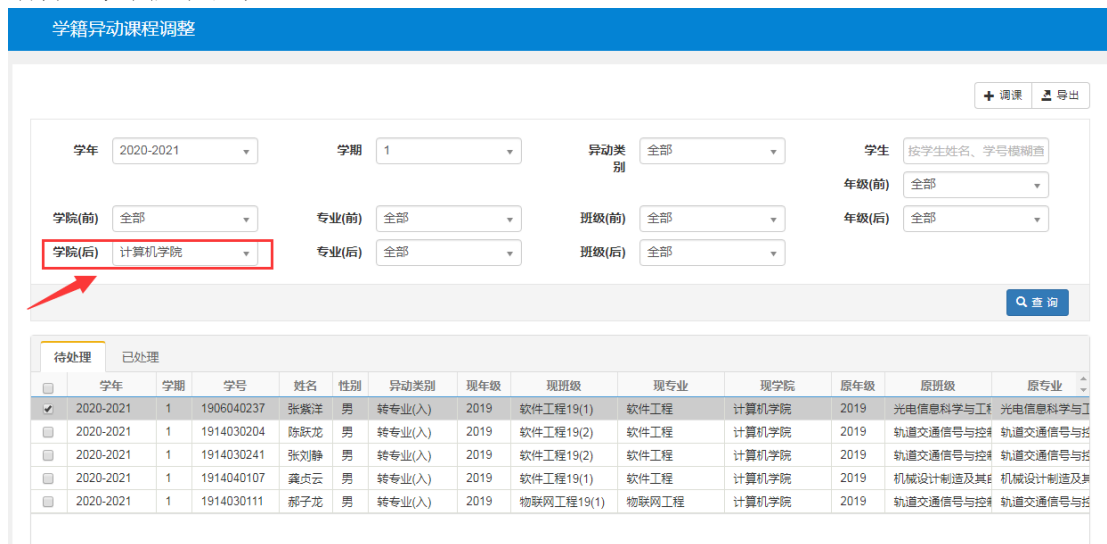 学籍异动课程调整
调课 导出
学年 2020-2021 学期 1 异动类别 全部 学生 按学生姓名、学号模糊查
年级(前) 全部
学院(前) 全部 专业(前) 全部 班级(前) 全部 年级(后) 全部
学院(后) 计算机学院 专业(后) 全部 班级(后) 全部
查 询
待处理 已处理
学年 学期 学号 姓名 性别 异动类别 现年级 现班级 现专业 现学院 原年级 原班级 原专业
2020-2021 1 1906040237 张紫洋 男 转专业(入) 2019 软件工程19(1) 软件工程 计算机学院 2019 光电信息科学与工程 光电信息科学与工
2020-2021 1 1914030204 陈跃龙 男 转专业(入) 2019 软件工程19(2) 软件工程 计算机学院 2019 轨道交通信号与控制 轨道交通信号与控
2020-2021 1 1914030241 张刘静 男 转专业(入) 2019 软件工程19(2) 软件工程 计算机学院 2019 轨道交通信号与控制 轨道交通信号与控
2020-2021 1 1914040107 龚贞云 男 转专业(入) 2019 软件工程19(1) 软件工程 计算机学院 2019 机械设计制造及其自 机械设计制造及其
2020-2021 1 1914030111 郝子龙 男 转专业(入) 2019 物联网工程19(1) 物联网工程 计算机学院 2019 轨道交通信号与控制 轨道交通信号与控